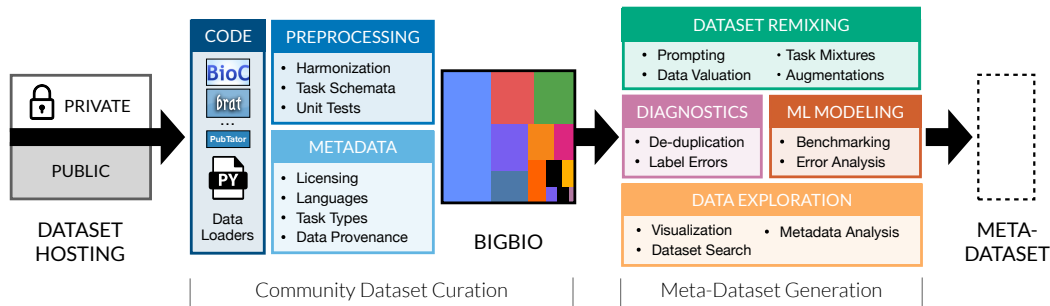 PRIVATE
PUBLIC
DATASET
HOSTING
CODE
BioC
brat
...
PubTator
PY
Data
Loaders
PREPROCESSING
• Harmonization
• Task Schemata
• Unit Tests
METADATA
• Licensing
• Languages
• Task Types
• Data Provenance
BIGBIO
Community Dataset Curation
DATASET REMIXING
• Prompting
• Data Valuation
• Task Mixtures
• Augmentations
DIAGNOSTICS
• De-duplication
• Label Errors
ML MODELING
• Benchmarking
• Error Analysis
DATA EXPLORATION
• Visualization
• Dataset Search
• Metadata Analysis
Meta-Dataset Generation
META-
DATASET